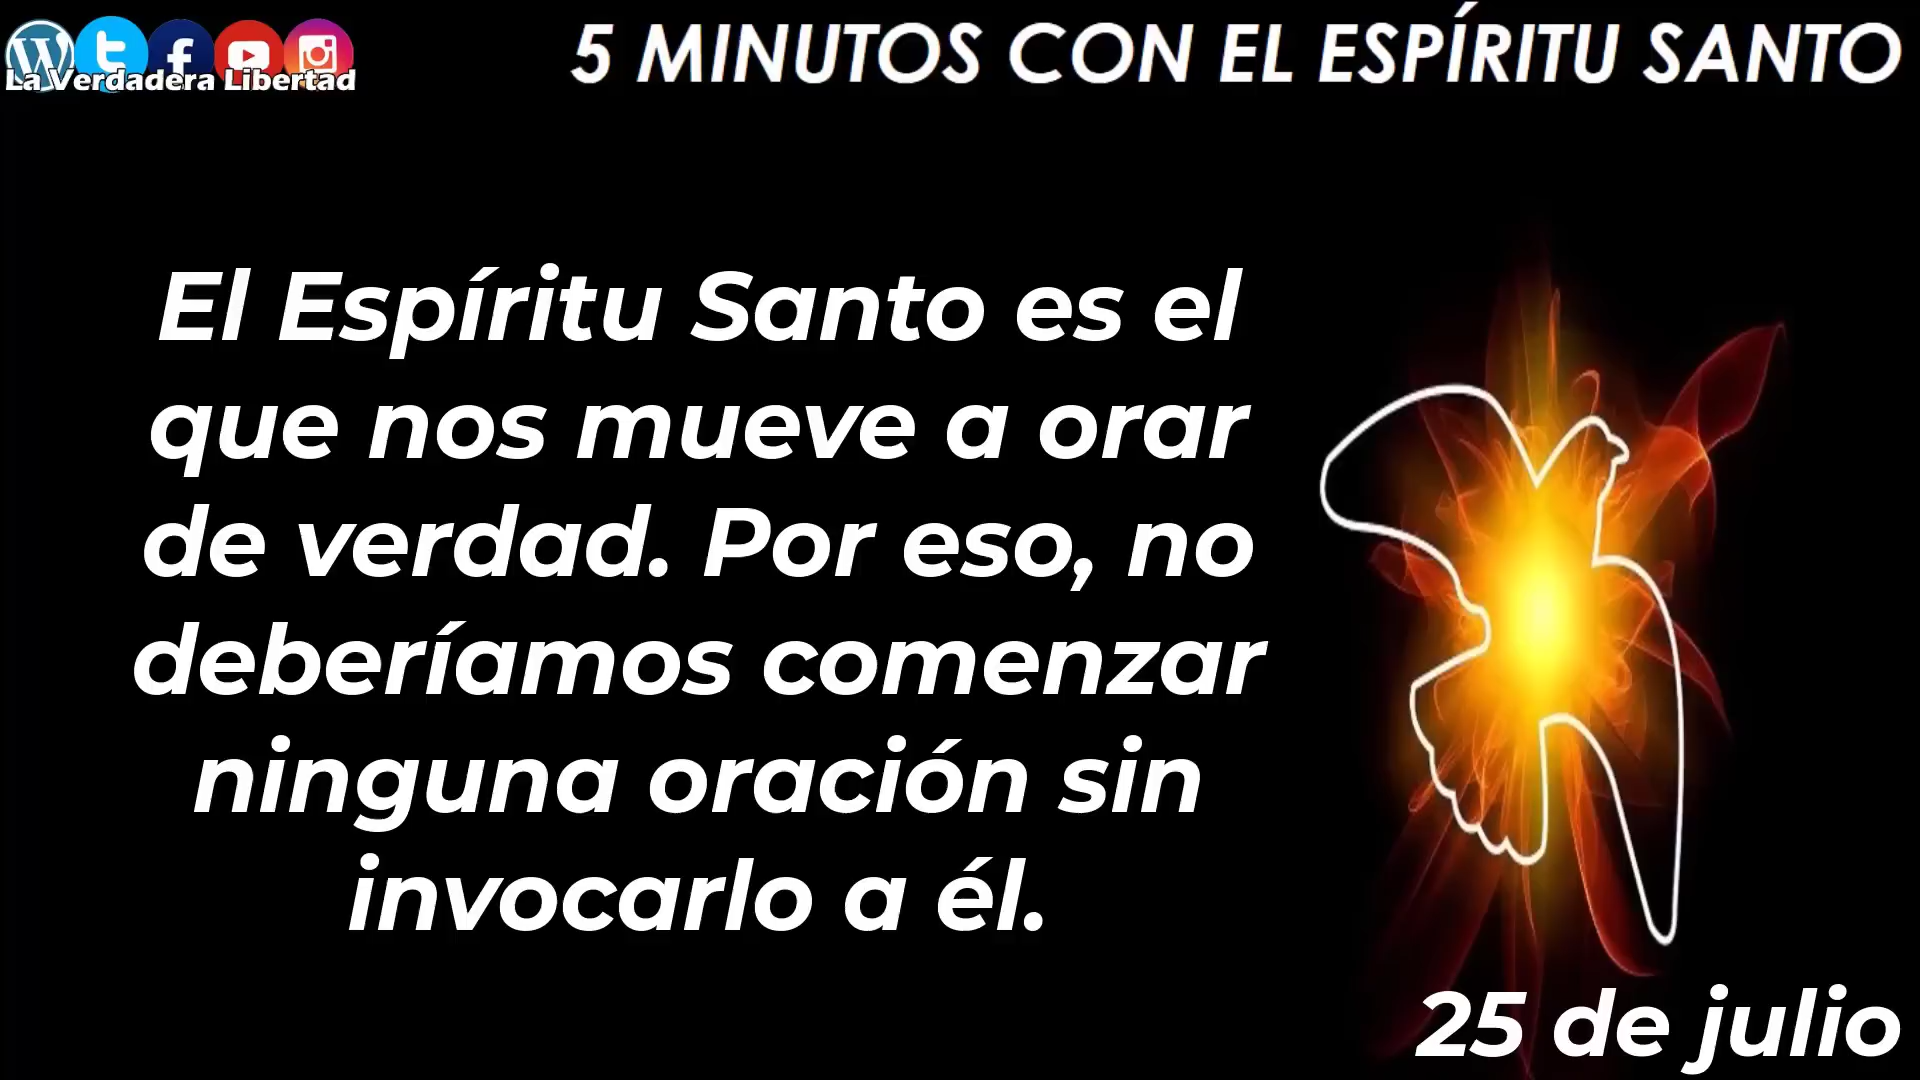 La Verdadera Libertad
5 MINUTOS CON EL ESPÍRITU SANTO
El Espíritu Santo es el
que nos mueve a orar
de verdad. Por eso, no
deberíamos comenzar
ninguna oración sin
invocarlo a él.
25 de julio